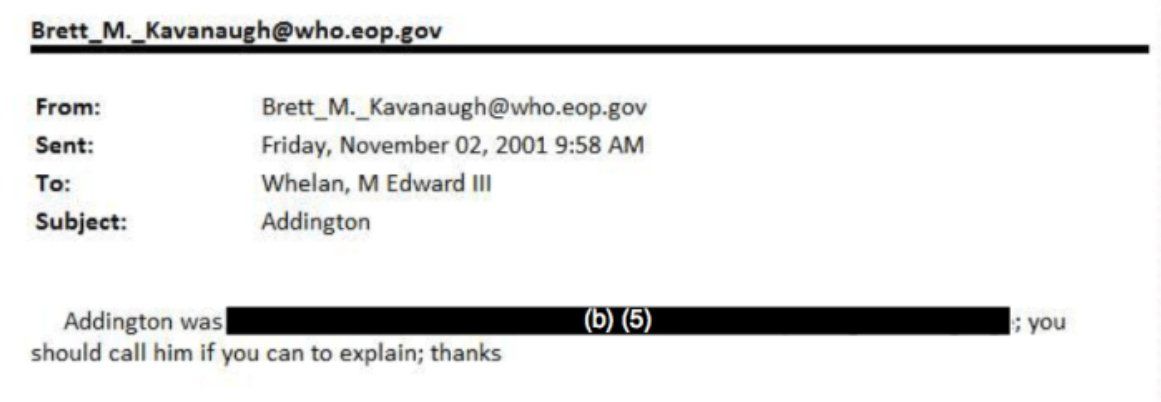 Brett_M._Kavanaugh@who.eop.gov
From: Brett_M._Kavanaugh@who.eop.gov
Sent: Friday, November 02, 2001 9:58 AM
To: Whelan, M Edward III
Subject: Addington
Addington was (b) (5) ; you
should call him if you can to explain; thanks